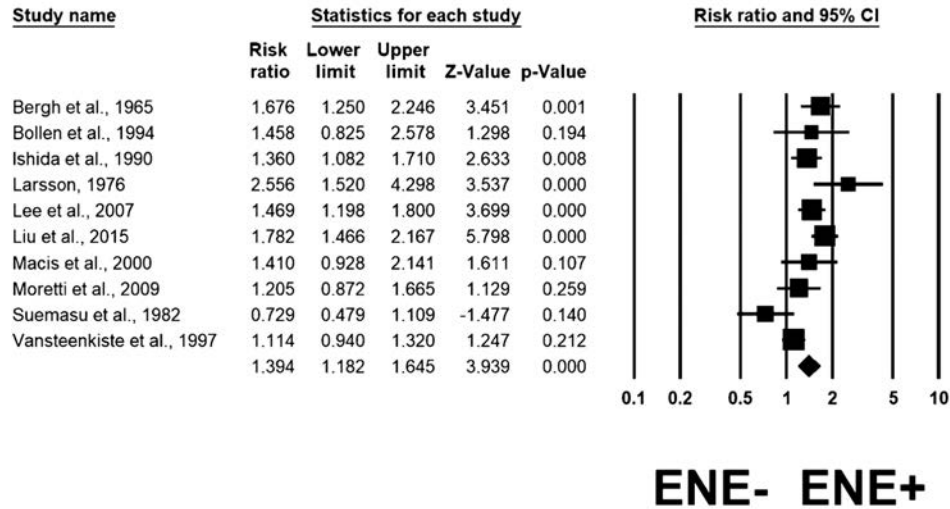 Study name Statistics for each study Risk ratio and 95% CI
Risk Lower Upper
ratio limit limit Z-Value p-Value
Bergh et al., 1965 1.676 1.250 2.246 3.451 0.001
Bollen et al., 1994 1.458 0.825 2.578 1.298 0.194
Ishida et al., 1990 1.360 1.082 1.710 2.633 0.008
Larsson, 1976 2.556 1.520 4.298 3.537 0.000
Lee et al., 2007 1.469 1.198 1.800 3.699 0.000
Liu et al., 2015 1.782 1.466 2.167 5.798 0.000
Macis et al., 2000 1.410 0.928 2.141 1.611 0.107
Moretti et al., 2009 1.205 0.872 1.665 1.129 0.259
Suemasu et al., 1982 0.729 0.479 1.109 -1.477 0.140
Vansteenkiste et al., 1997 1.114 0.940 1.320 1.247 0.212
1.394 1.182 1.645 3.939 0.000
0.1 0.2 0.5 1 2 5 10
ENE- ENE+